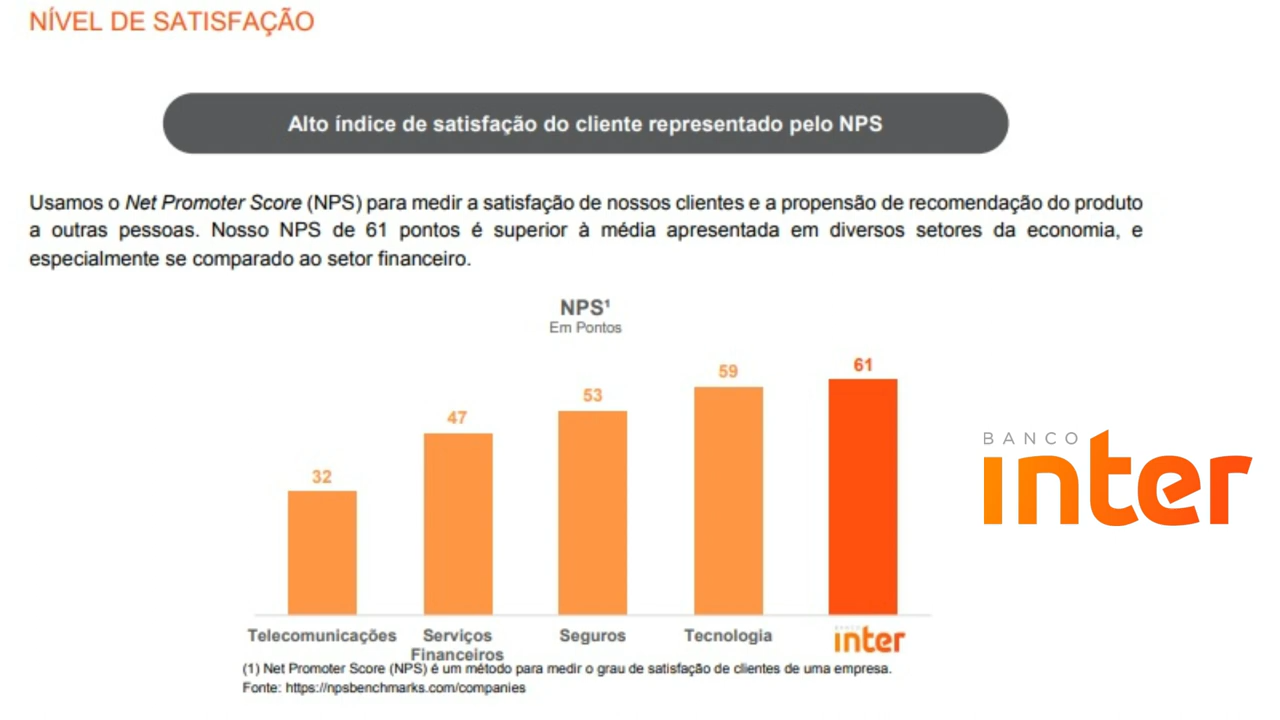 NÍVEL DE SATISFAÇÃO
Alto índice de satisfação do cliente representado pelo NPS
Usamos o Net Promoter Score (NPS) para medir a satisfação de nossos clientes e a propensão de recomendação do produto
a outras pessoas. Nosso NPS de 61 pontos é superior à média apresentada em diversos setores da economia, e
especialmente se comparado ao setor financeiro.
NPS¹
Em Pontos
32
47
53
59
61
BANCO
inter
Telecomunicações
Serviços
Financeiros
Seguros
Tecnologia
BANCO
inter
(1) Net Promoter Score (NPS) é um método para medir o grau de satisfação de clientes de uma empresa.
Fonte: https://npsbenchmarks.com/companies